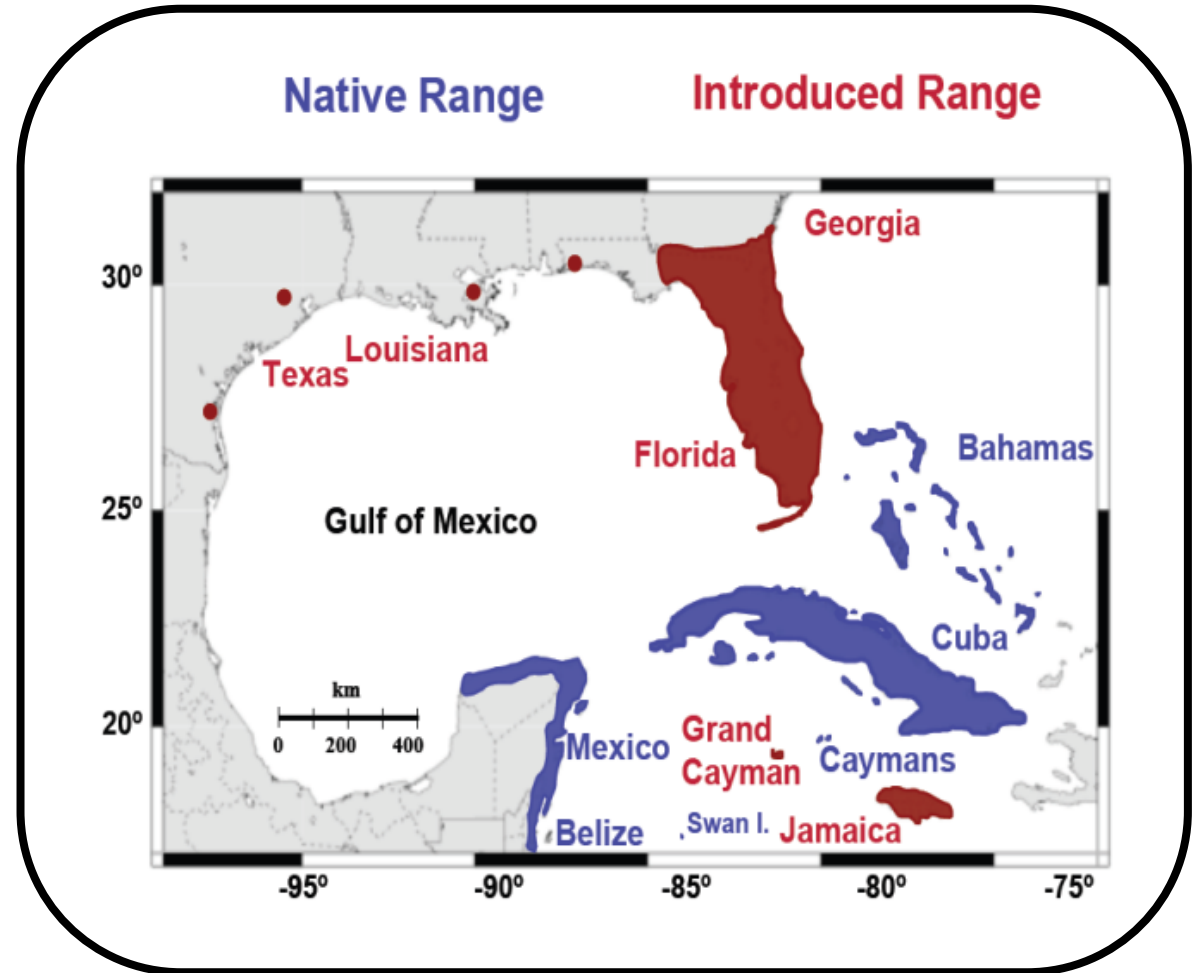 Native Range
Introduced Range
Georgia
30º
Louisiana
Texas
Florida
Bahamas
25º
Gulf of Mexico
Cuba
km
0 200 400
20º
Grand
Cayman
Mexico
Caymans
Belize
Swan I.
Jamaica
-95º -90º -85º -80º -75º